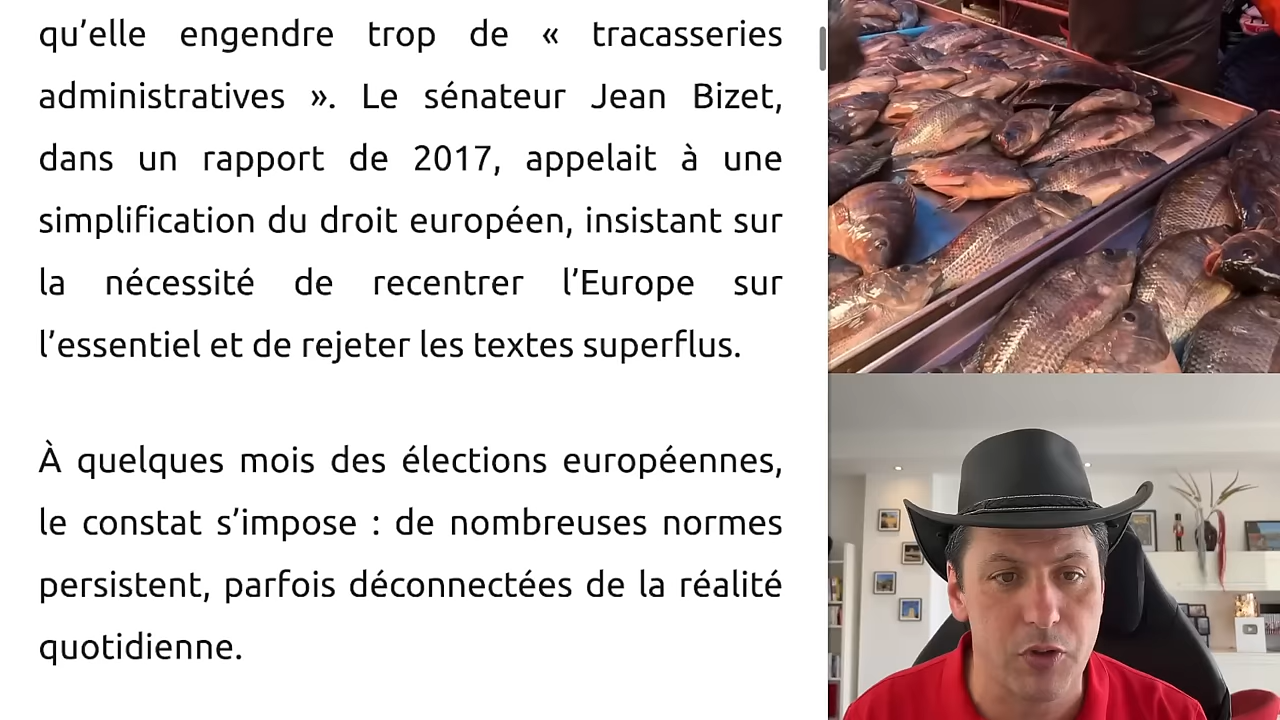 qu’elle engendre trop de « tracasseries
administratives ». Le sénateur Jean Bizet,
dans un rapport de 2017, appelait à une
simplification du droit européen, insistant sur
la nécessité de recentrer l’Europe sur
l’essentiel et de rejeter les textes superflus.
À quelques mois des élections européennes,
le constat s’impose : de nombreuses normes
persistent, parfois déconnectées de la réalité
quotidienne.